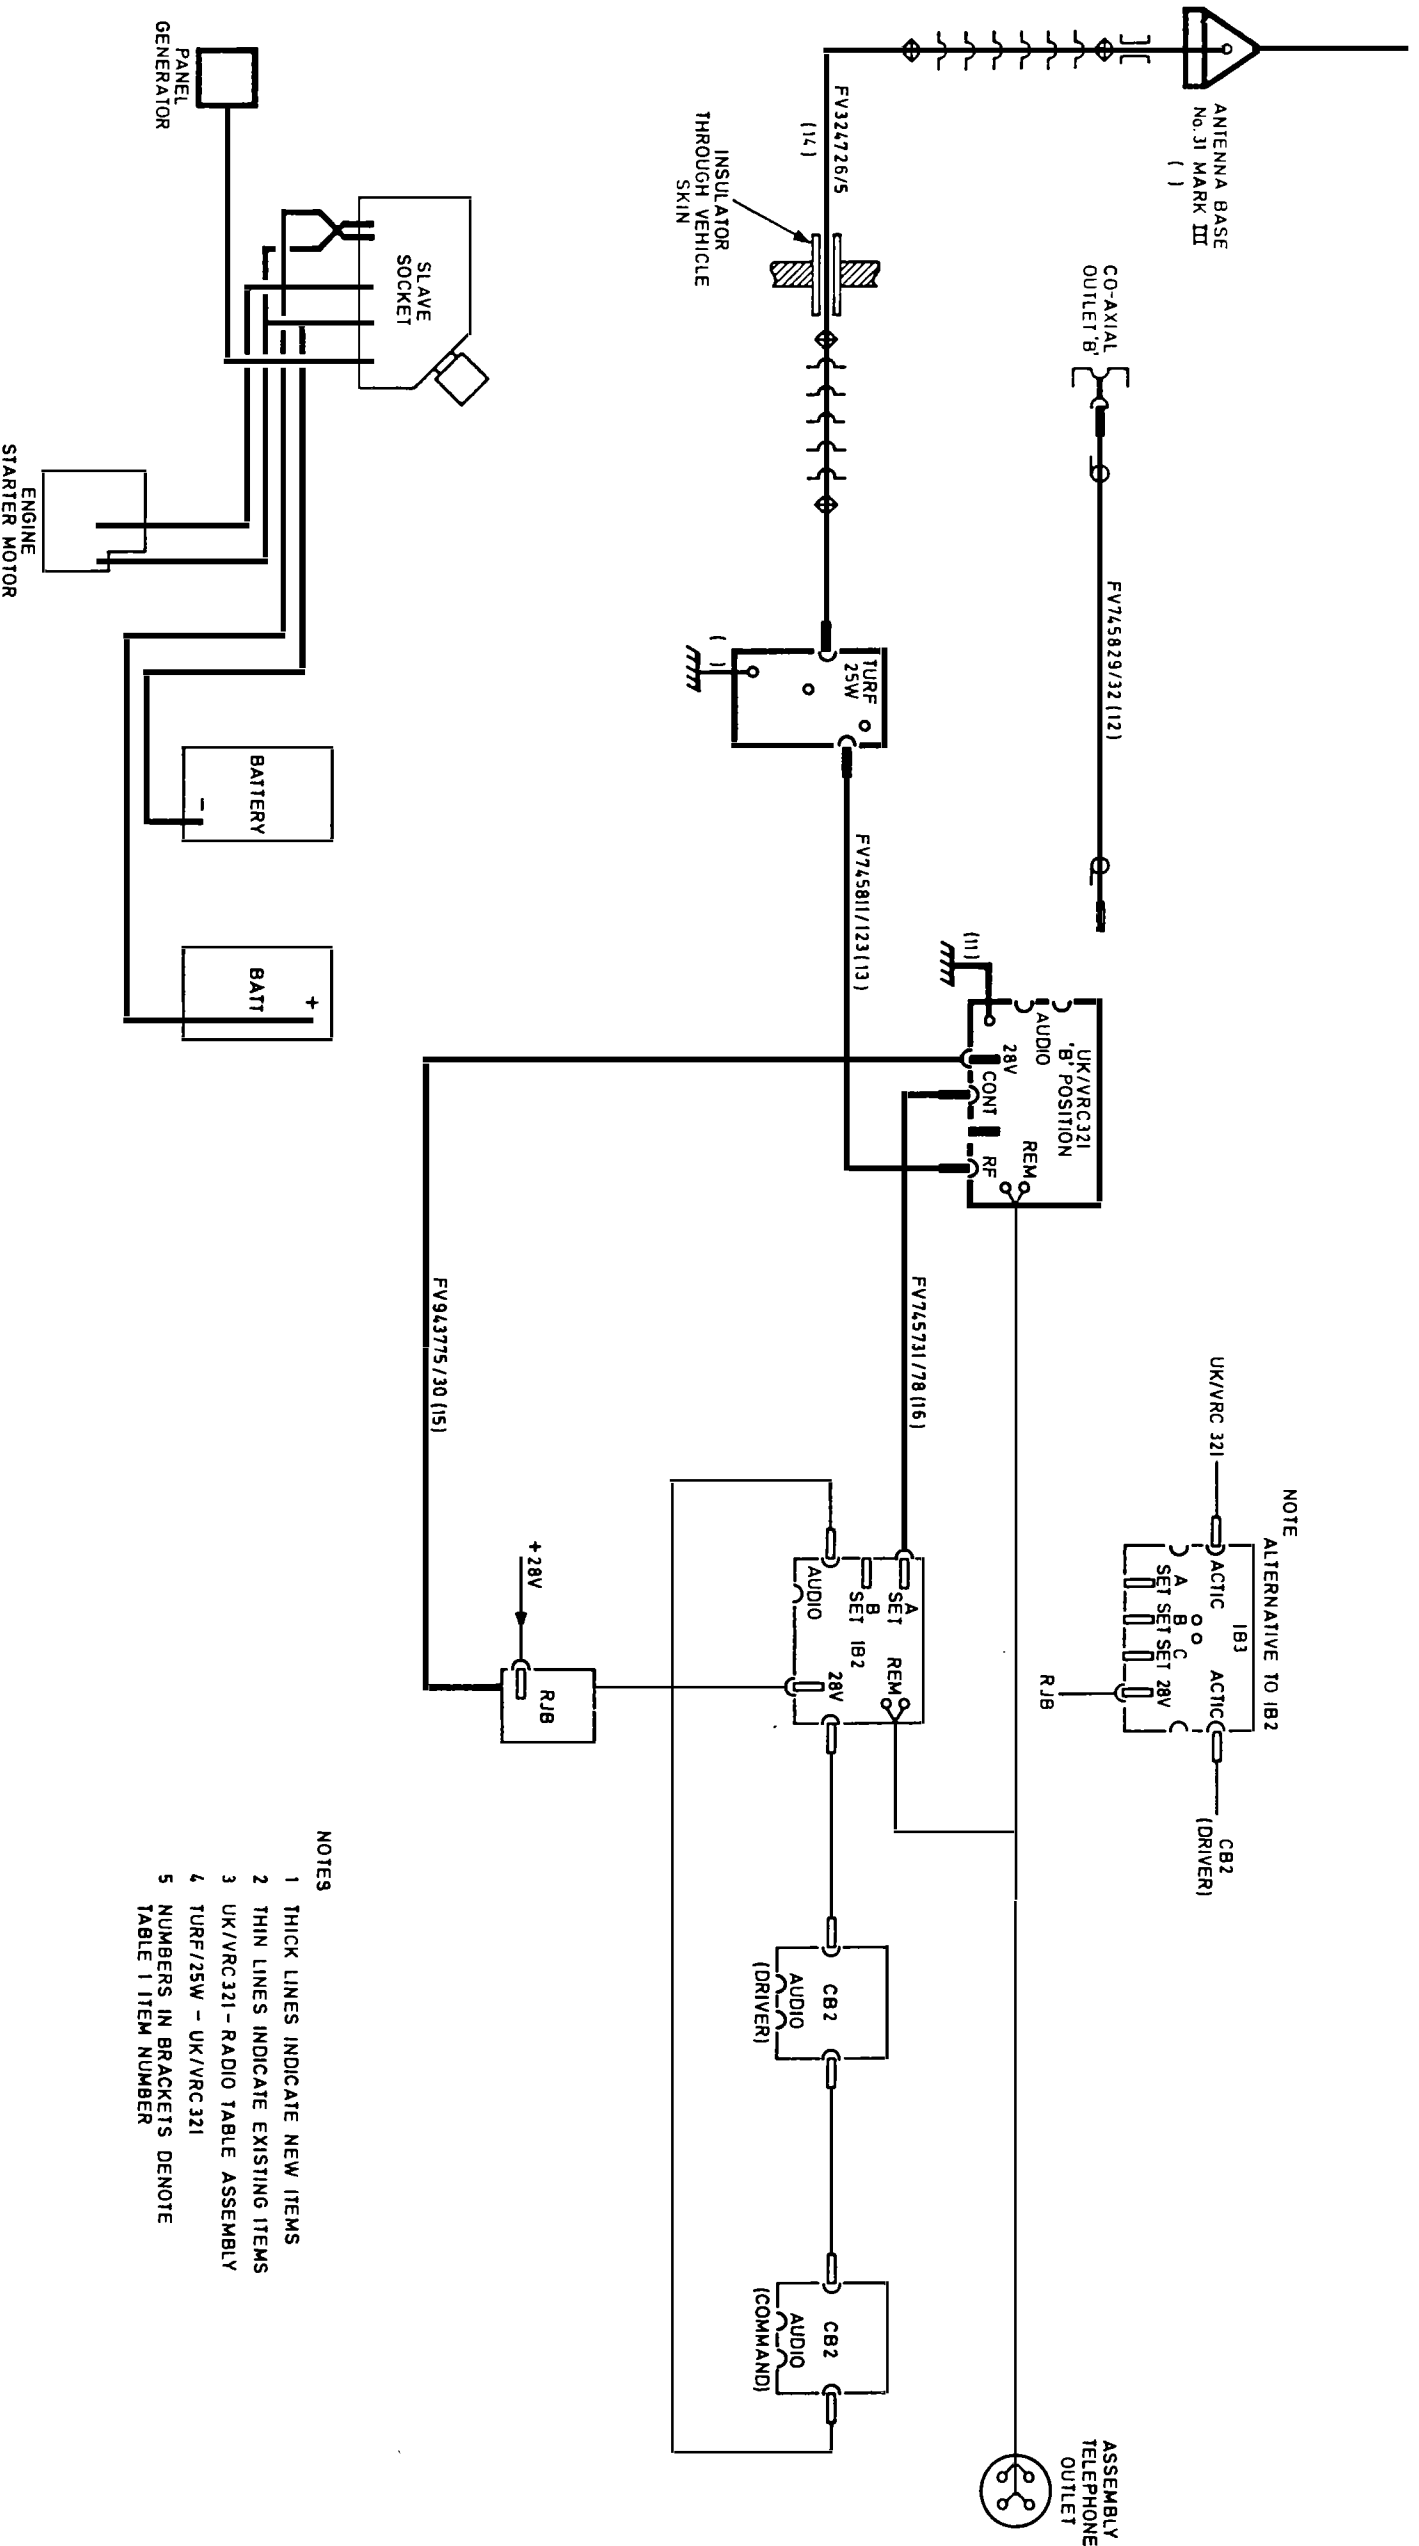 ANTENNA BASE
No. 31 MARK III
( )
CO-AXIAL
OUTLET 'B'
FV745829/32 (12)
FV324726/5
(14)
INSULATOR
THROUGH VEHICLE
SKIN
TURF
25W
( )
FV745811/123 (13)
(11)
UK/VRC321
'B' POSITION
AUDIO
28V
CONT
RF
REM
FV745731/78 (16)
FV943775/30 (15)
NOTE
ALTERNATIVE TO IB2
UK/VRC 321
IB3
ACTIC
ACTIC
A
SET
B
SET
C
SET
28V
RJB
CB2
(DRIVER)
A
SET
B
SET
IB2
REM
AUDIO
28V
+28V
RJB
CB2
AUDIO
(DRIVER)
CB2
AUDIO
(COMMAND)
ASSEMBLY
TELEPHONE
OUTLET
PANEL
GENERATOR
SLAVE
SOCKET
ENGINE
STARTER MOTOR
BATTERY
-
BATT
+
NOTES
1 THICK LINES INDICATE NEW ITEMS
2 THIN LINES INDICATE EXISTING ITEMS
3 UK/VRC321 - RADIO TABLE ASSEMBLY
4 TURF/25W - UK/VRC 321
5 NUMBERS IN BRACKETS DENOTE
TABLE 1 ITEM NUMBER